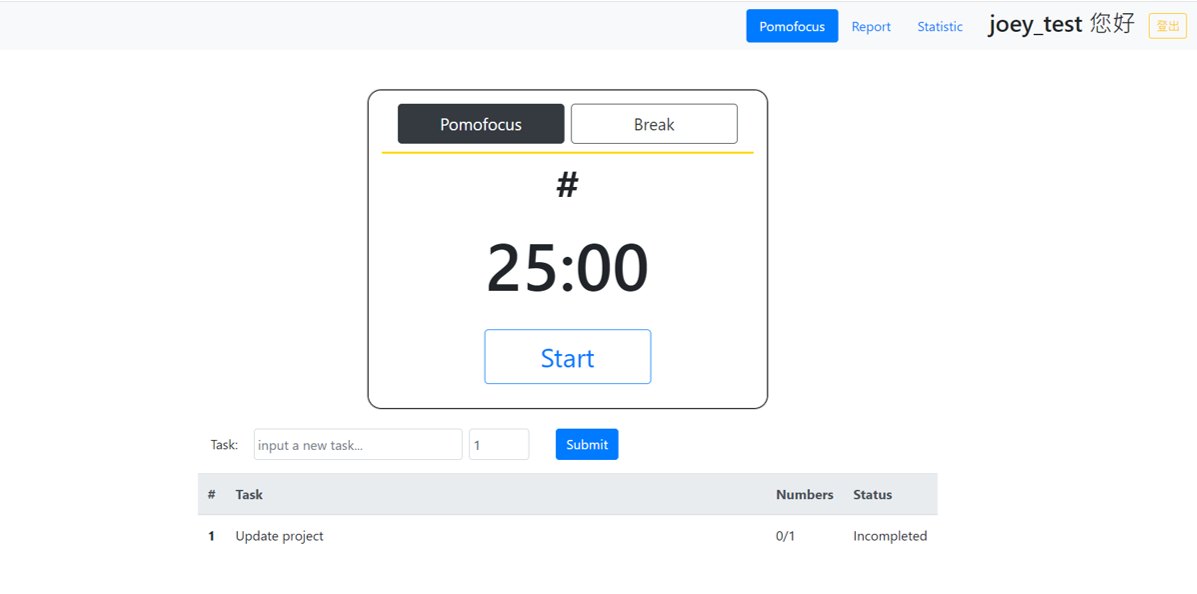 Pomofocus Report Statistic joey_test 您好 登出
Pomofocus Break
#
25:00
Start
Task: input a new task... 1 Submit
# Task Numbers Status
1 Update project 0/1 Incompleted